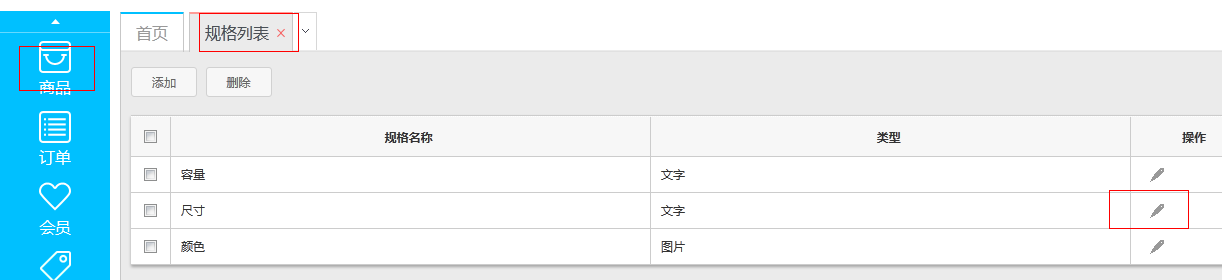 商品
订单
会员
首页 规格列表 ×
添加 删除
规格名称 类型 操作
容量 文字
尺寸 文字
颜色 图片